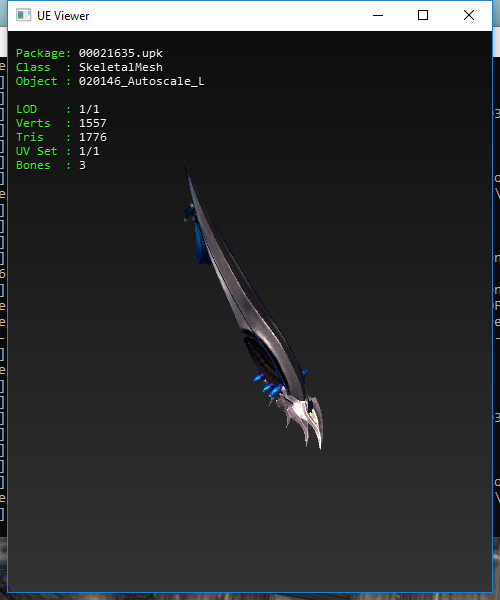 UE Viewer
Package: 00021635.upk
Class : SkeletalMesh
Object : 020146_Autoscale_L
LOD : 1/1
Verts : 1557
Tris : 1776
UV Set : 1/1
Bones : 3